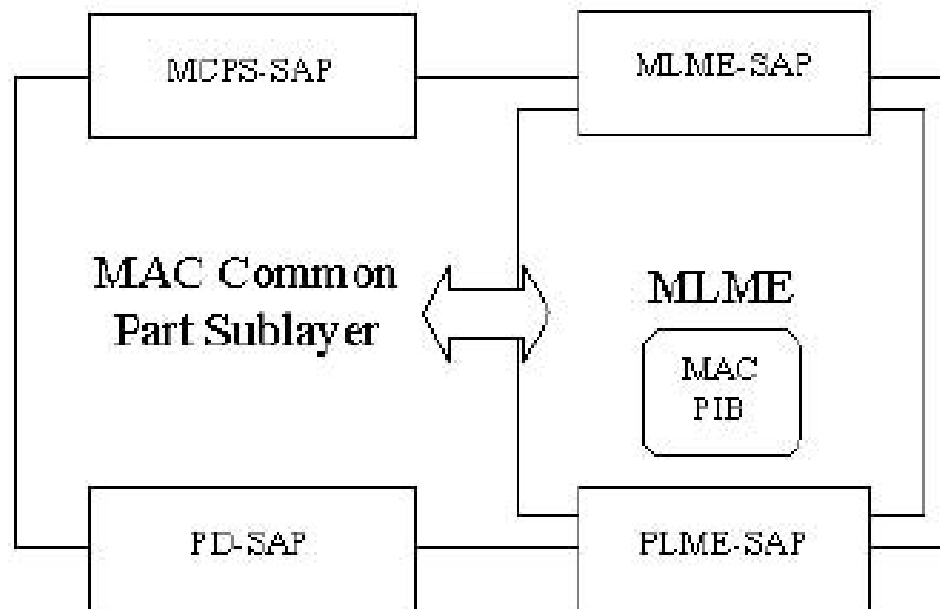 MCPS-SAP
MLME-SAP
MAC Common
Part Sublayer
MLME
MAC
PIB
PD-SAP
PLME-SAP